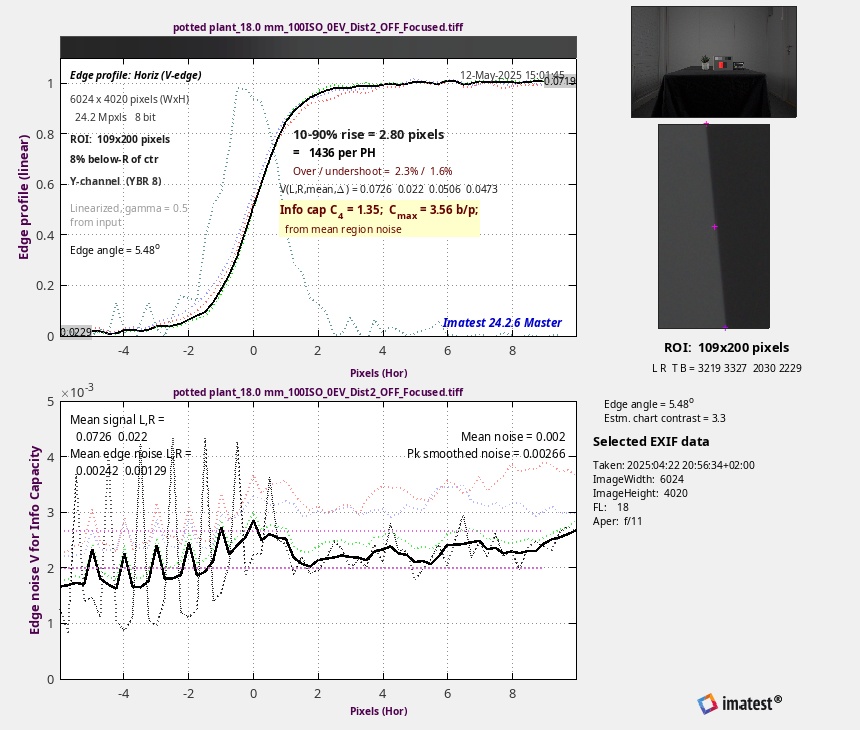 potted plant_18.0 mm_100ISO_0EV_Dist2_OFF_Focused.tiff
Edge profile: Horiz (V-edge)
12-May-2025 15:01:45
0.0719
6024 x 4020 pixels (WxH)
24.2 Mpxls 8 bit
ROI: 109x200 pixels
8% below-R of ctr
Y-channel (YBR 8)
Linearized, gamma = 0.5
from input
Edge angle = 5.48o
10-90% rise = 2.80 pixels
= 1436 per PH
Over / undershoot = 2.3% / 1.6%
V(L,R,mean,Δ) = 0.0726 0.022 0.0506 0.0473
Info cap C4 = 1.35; Cmax = 3.56 b/p;
from mean region noise
Imatest 24.2.6 Master
0.0229
Edge profile (linear)
1
0.8
0.6
0.4
0.2
0
-4 -2 0 2 4 6 8
Pixels (Hor)
ROI: 109x200 pixels
L R T B = 3219 3327 2030 2229
potted plant_18.0 mm_100ISO_0EV_Dist2_OFF_Focused.tiff
×10-3
Mean signal L,R =
0.0726 0.022
Mean edge noise L,R =
0.00242 0.00129
Mean noise = 0.002
Pk smoothed noise = 0.00266
Edge noise V for Info Capacity
5
4
3
2
1
0
-4 -2 0 2 4 6 8
Pixels (Hor)
Edge angle = 5.48o
Estm. chart contrast = 3.3
Selected EXIF data
Taken: 2025:04:22 20:56:34+02:00
ImageWidth: 6024
ImageHeight: 4020
FL: 18
Aper: f/11
imatest®